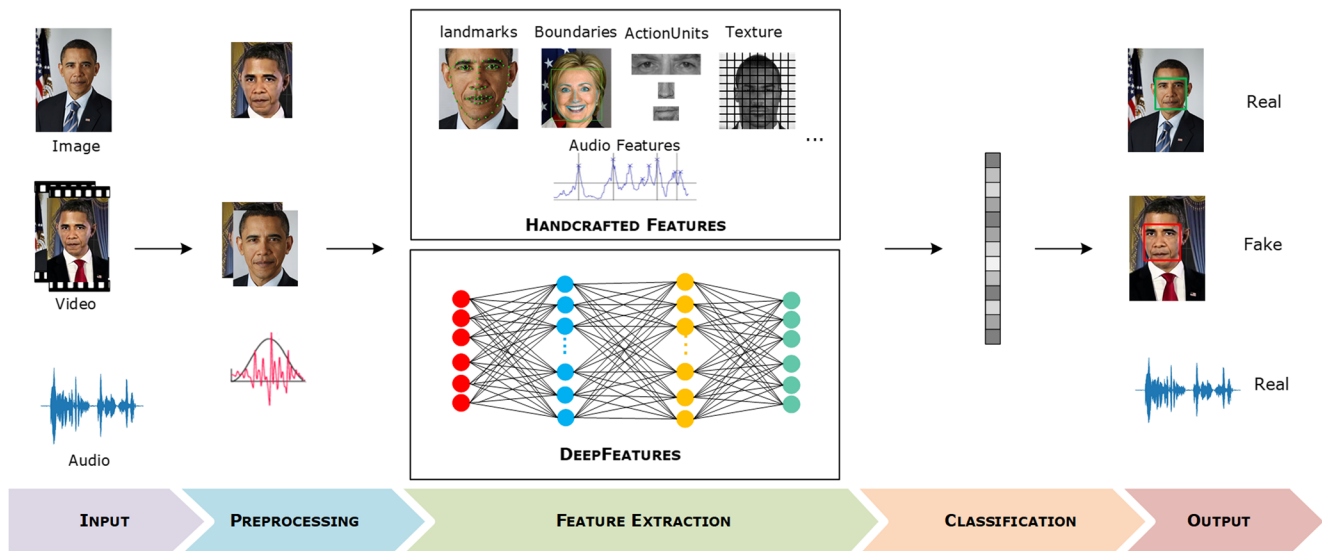 Image
Video
Audio
landmarks
Boundaries
ActionUnits
Texture
...
Audio Features
HANDCRAFTED FEATURES
DEEPFEATURES
Real
Fake
Real
INPUT
PREPROCESSING
FEATURE EXTRACTION
CLASSIFICATION
OUTPUT